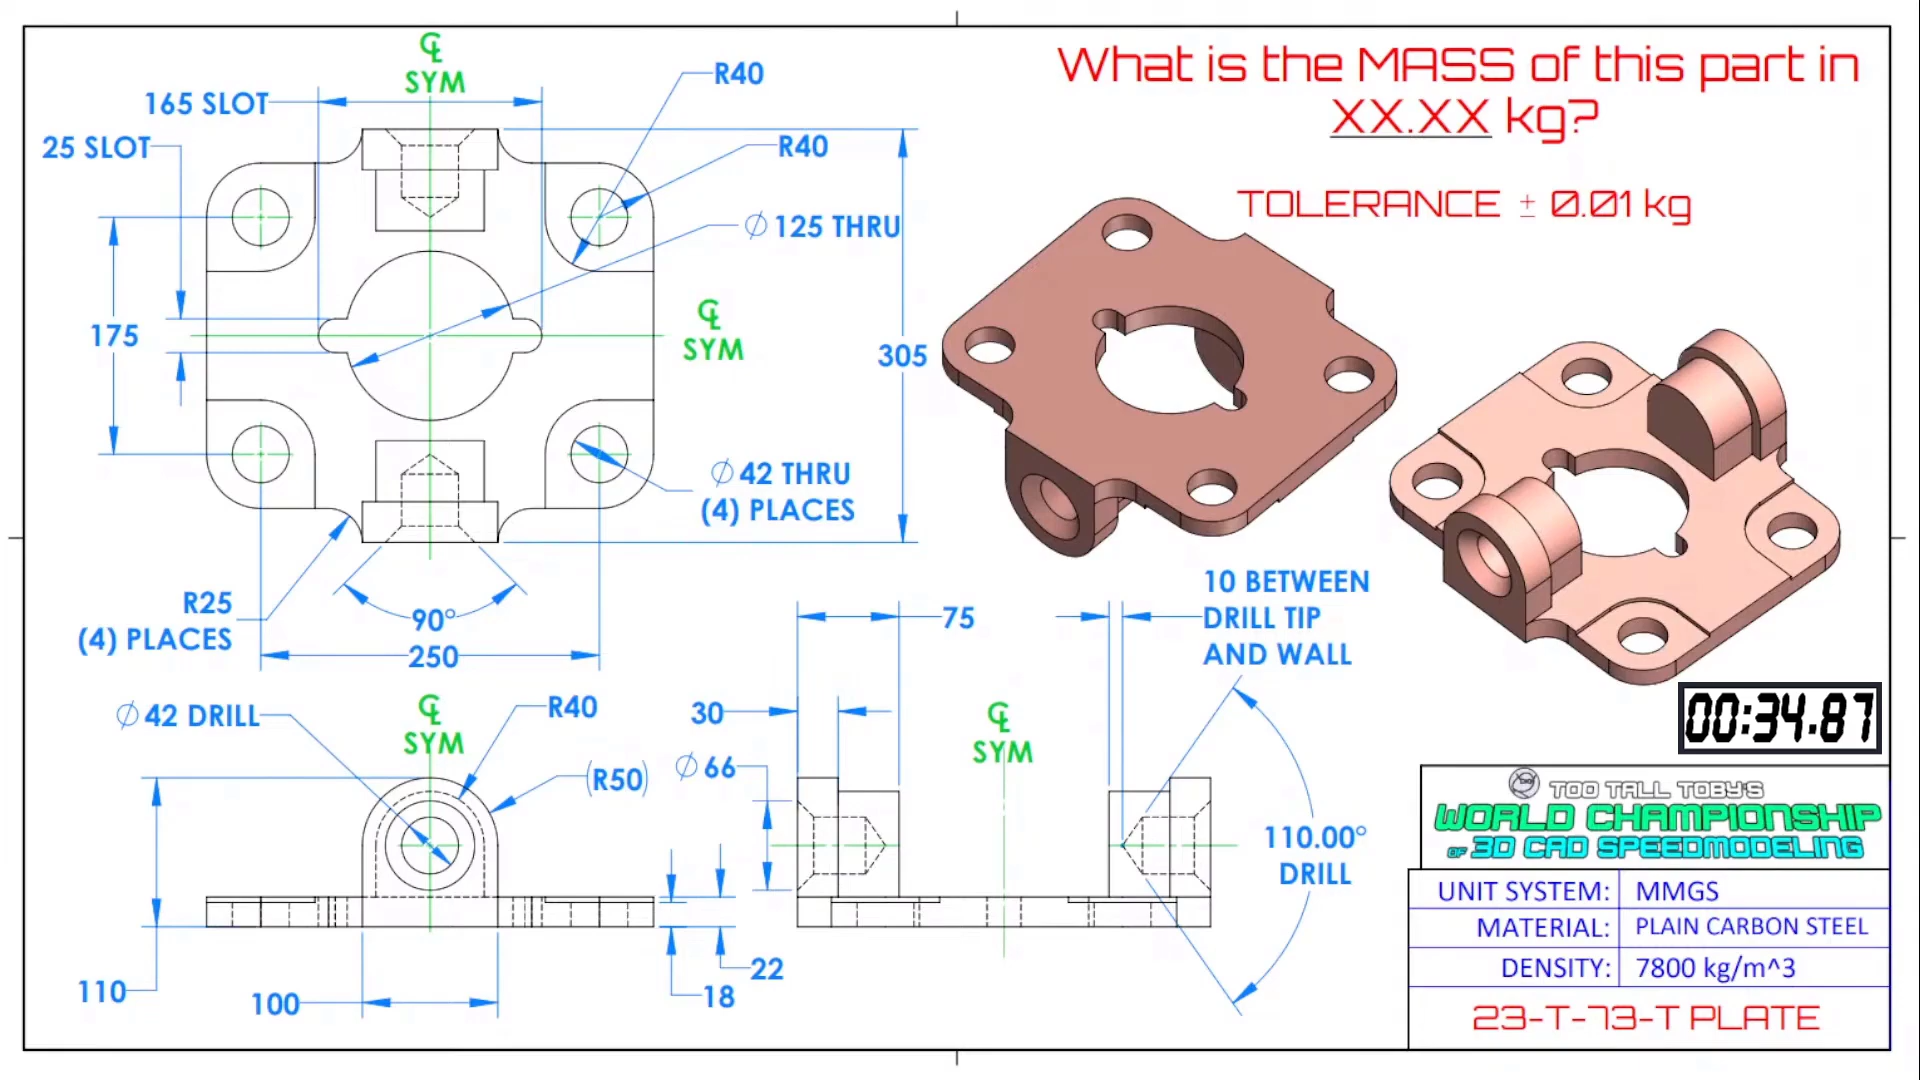 What is the MASS of this part in
XX.XX kg?
TOLERANCE ± 0.01 kg
℄
SYM
165 SLOT
25 SLOT
R40
R40
∅ 125 THRU
175
℄
SYM
305
∅ 42 THRU
(4) PLACES
R25
(4) PLACES
90°
250
10 BETWEEN
DRILL TIP
AND WALL
75
30
∅ 42 DRILL
℄
SYM
R40
(R50)
∅ 66
℄
SYM
110.00°
DRILL
110
100
22
18
00:34.87
TOO TALL TOBY'S
WORLD CHAMPIONSHIP
OF 3D CAD SPEEDMODELING
UNIT SYSTEM: MMGS
MATERIAL: PLAIN CARBON STEEL
DENSITY: 7800 kg/m^3
23-T-73-T PLATE